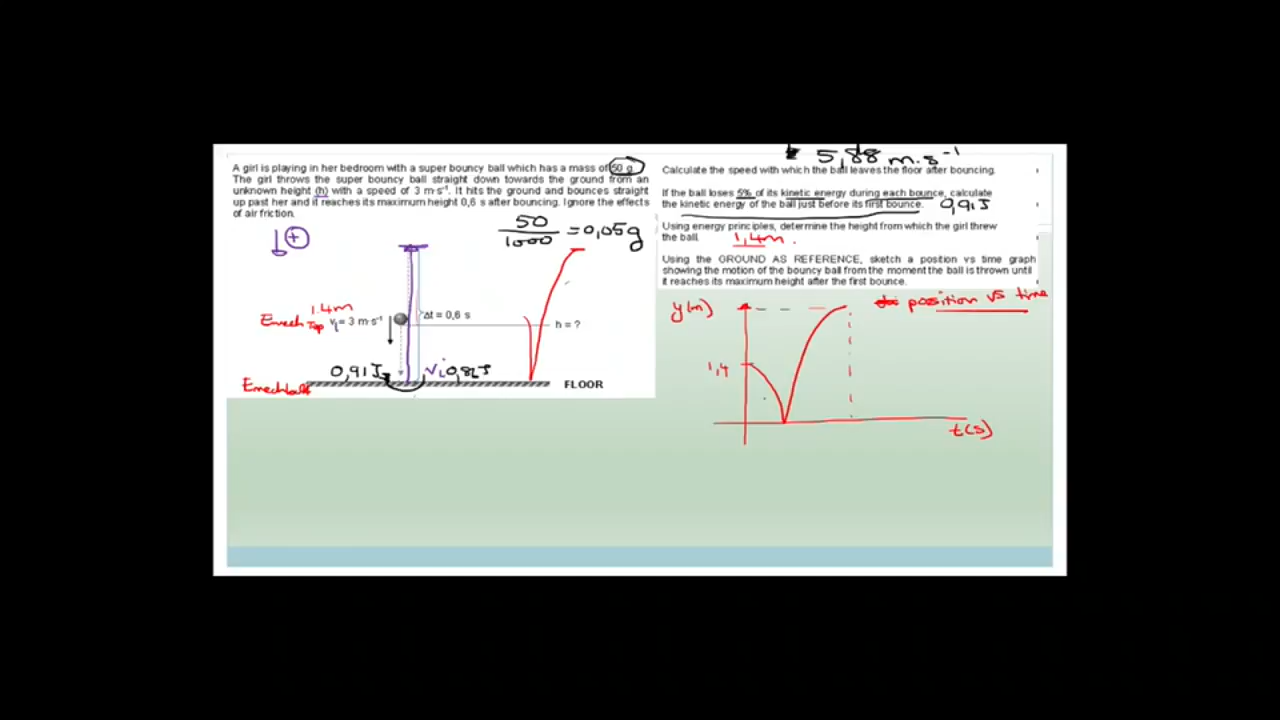 A girl is playing in her bedroom with a super bouncy ball which has a mass of 50 g.
The girl throws the super bouncy ball straight down towards the ground from an
unknown height (h) with a speed of 3 m·s⁻¹. It hits the ground and bounces straight
up past her and it reaches its maximum height 0,6 s after bouncing. Ignore the effects
of air friction.
+
50
1000
=0,05g
1.4m
Emech Top
vi = 3 m·s⁻¹
Δt = 0,6 s
h = ?
0,91J
Vi 0,82J
Emech
FLOOR
5,88 m.s⁻¹
Calculate the speed with which the ball leaves the floor after bouncing.
If the ball loses 5% of its kinetic energy during each bounce, calculate
the kinetic energy of the ball just before its first bounce. 0,91J
Using energy principles, determine the height from which the girl threw
the ball. 1,4m.
Using the GROUND AS REFERENCE, sketch a position vs time graph
showing the motion of the bouncy ball from the moment the ball is thrown until
it reaches its maximum height after the first bounce.
y(m)
position vs time
1,4
t(s)